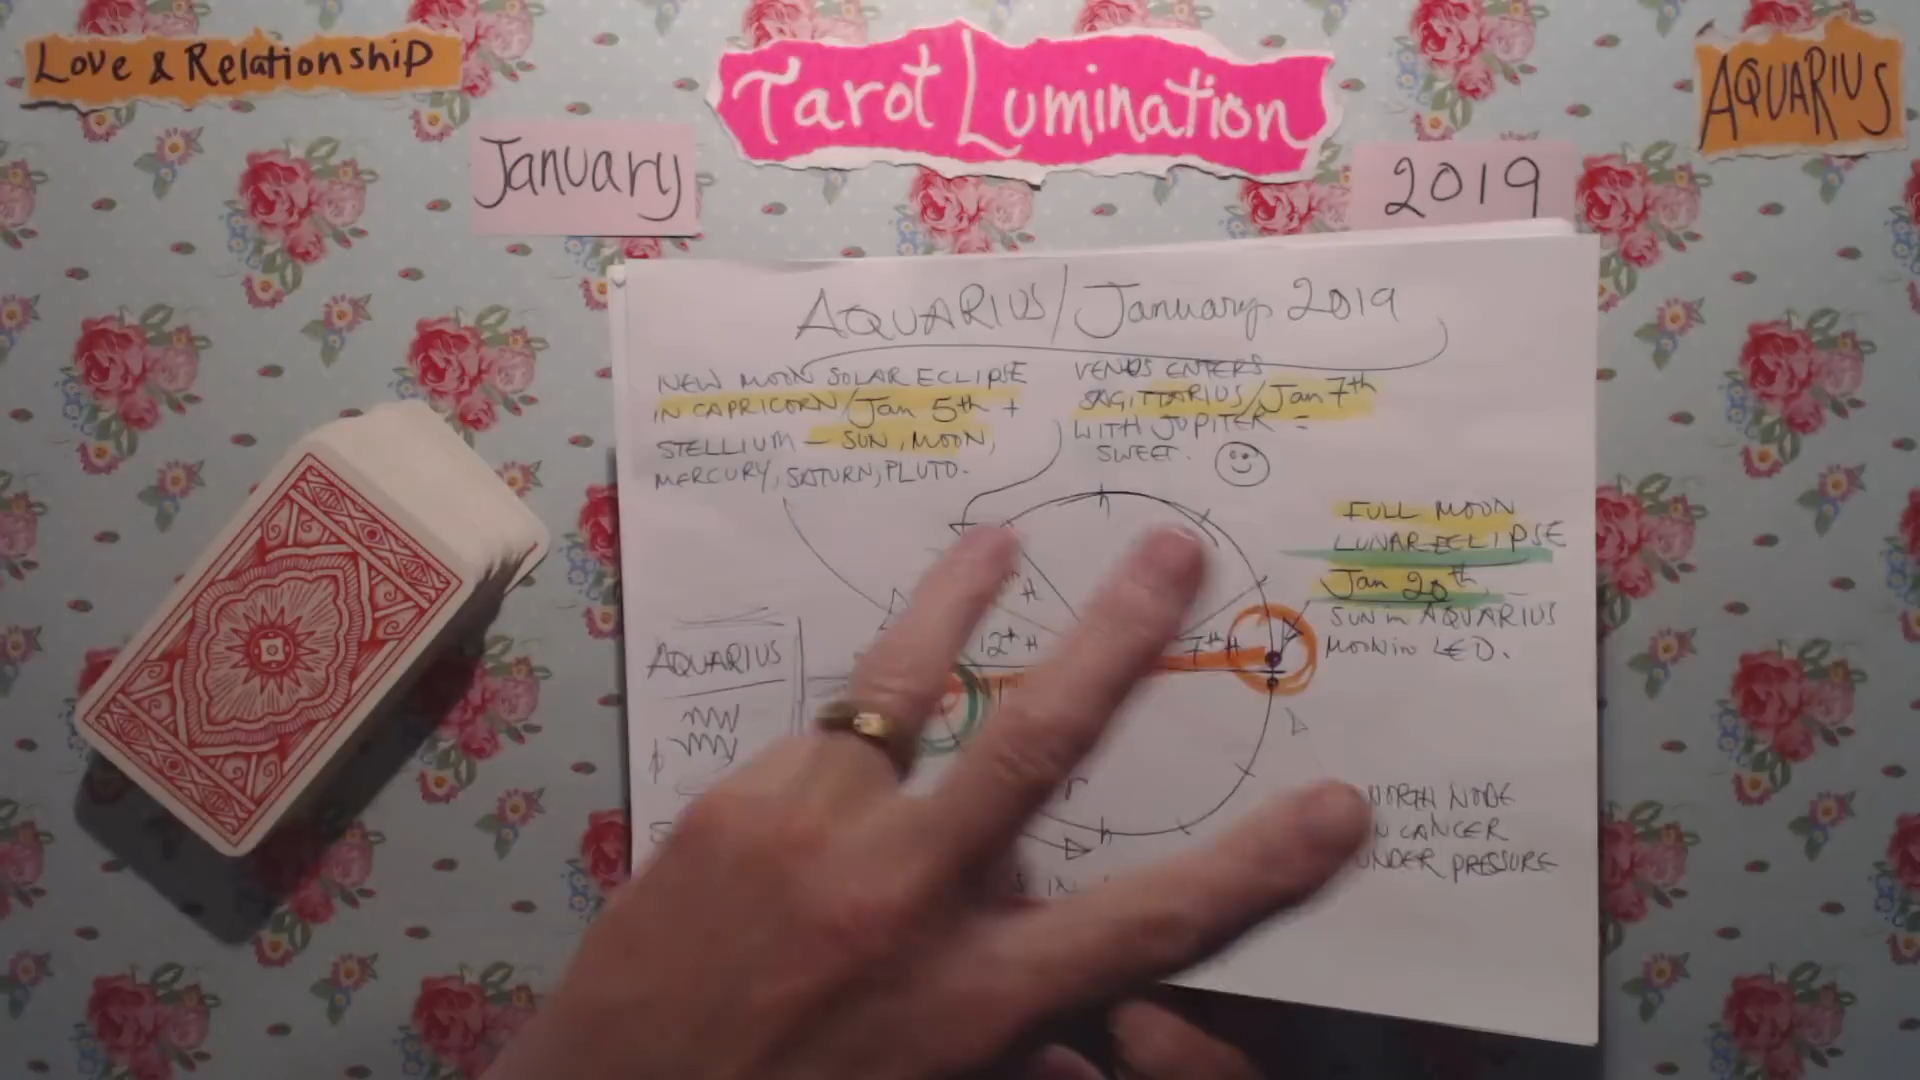 Love & Relationship
Tarot Lumination
AQUARIUS
January
2019
AQUARIUS/January 2019
NEW MOON SOLAR ECLIPSE
IN CAPRICORN/Jan 5th +
STELLIUM – SUN, MOON,
MERCURY, SATURN, PLUTO.
VENUS ENTERS
SAGITTARIUS/Jan 7th
WITH JUPITER =
SWEET.
FULL MOON
LUNAR ECLIPSE
Jan 20th
SUN in AQUARIUS
MOON in LEO.
12th H
7th H
AQUARIUS
NORTH NODE
IN CANCER
UNDER PRESSURE